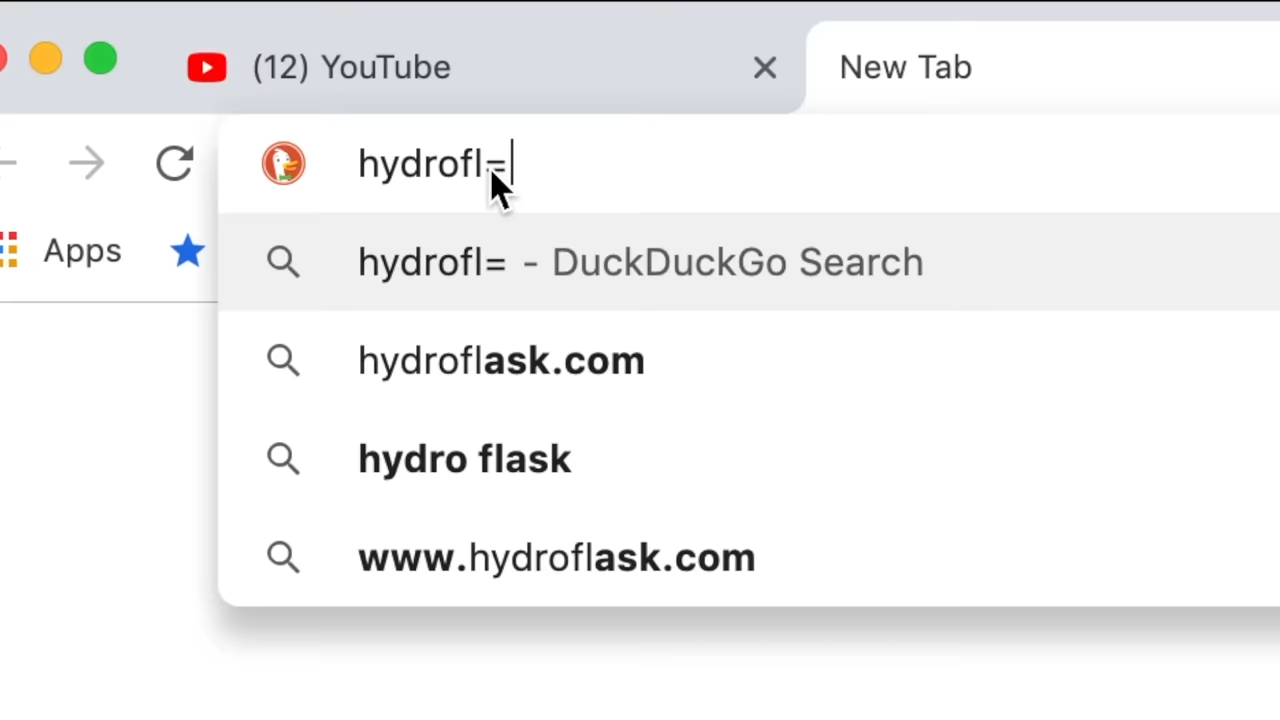 (12) YouTube
New Tab
hydrofl=
Apps
hydrofl= - DuckDuckGo Search
hydroflask.com
hydro flask
www.hydroflask.com